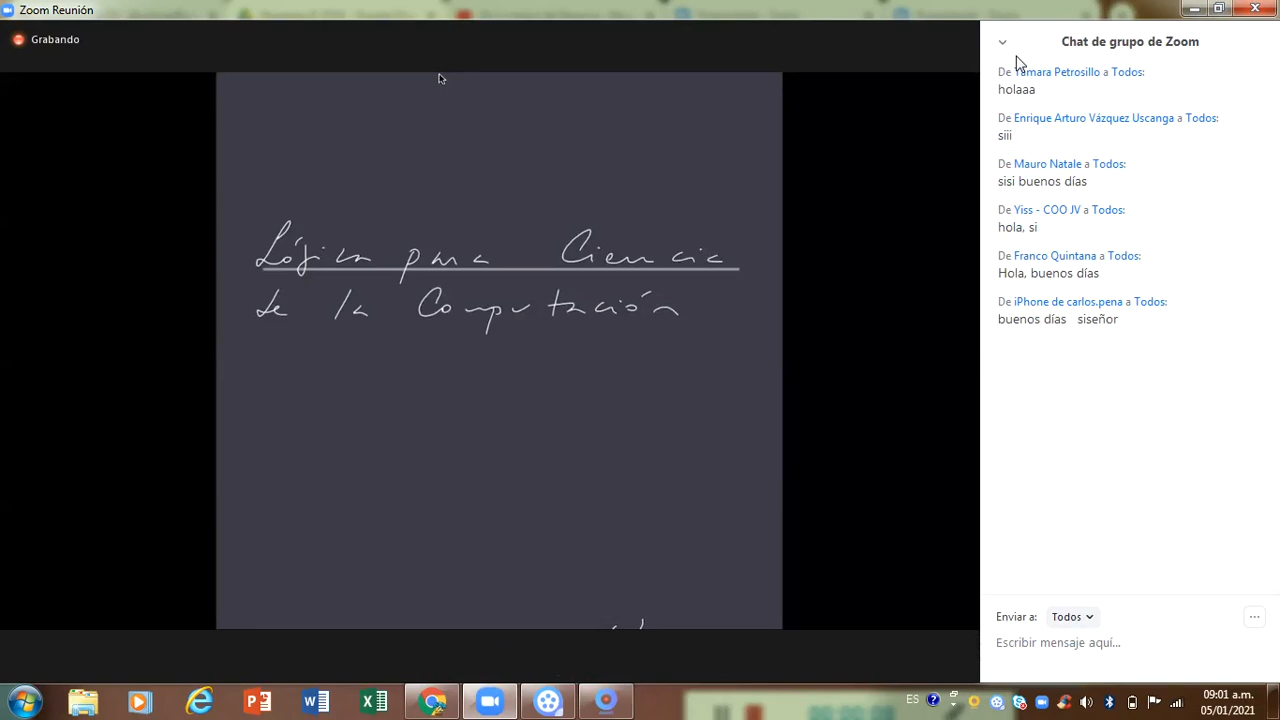 Zoom Reunión
Grabando
Lógica para Ciencia
de la Computación
Chat de grupo de Zoom
De Yamara Petrosillo a Todos:
holaaa
De Enrique Arturo Vázquez Uscanga a Todos:
siii
De Mauro Natale a Todos:
sisi buenos días
De Yiss - COO JV a Todos:
hola, si
De Franco Quintana a Todos:
Hola, buenos días
De iPhone de carlos.pena a Todos:
buenos días siseñor
Enviar a: Todos
Escribir mensaje aquí...
ES
09:01 a.m.
05/01/2021